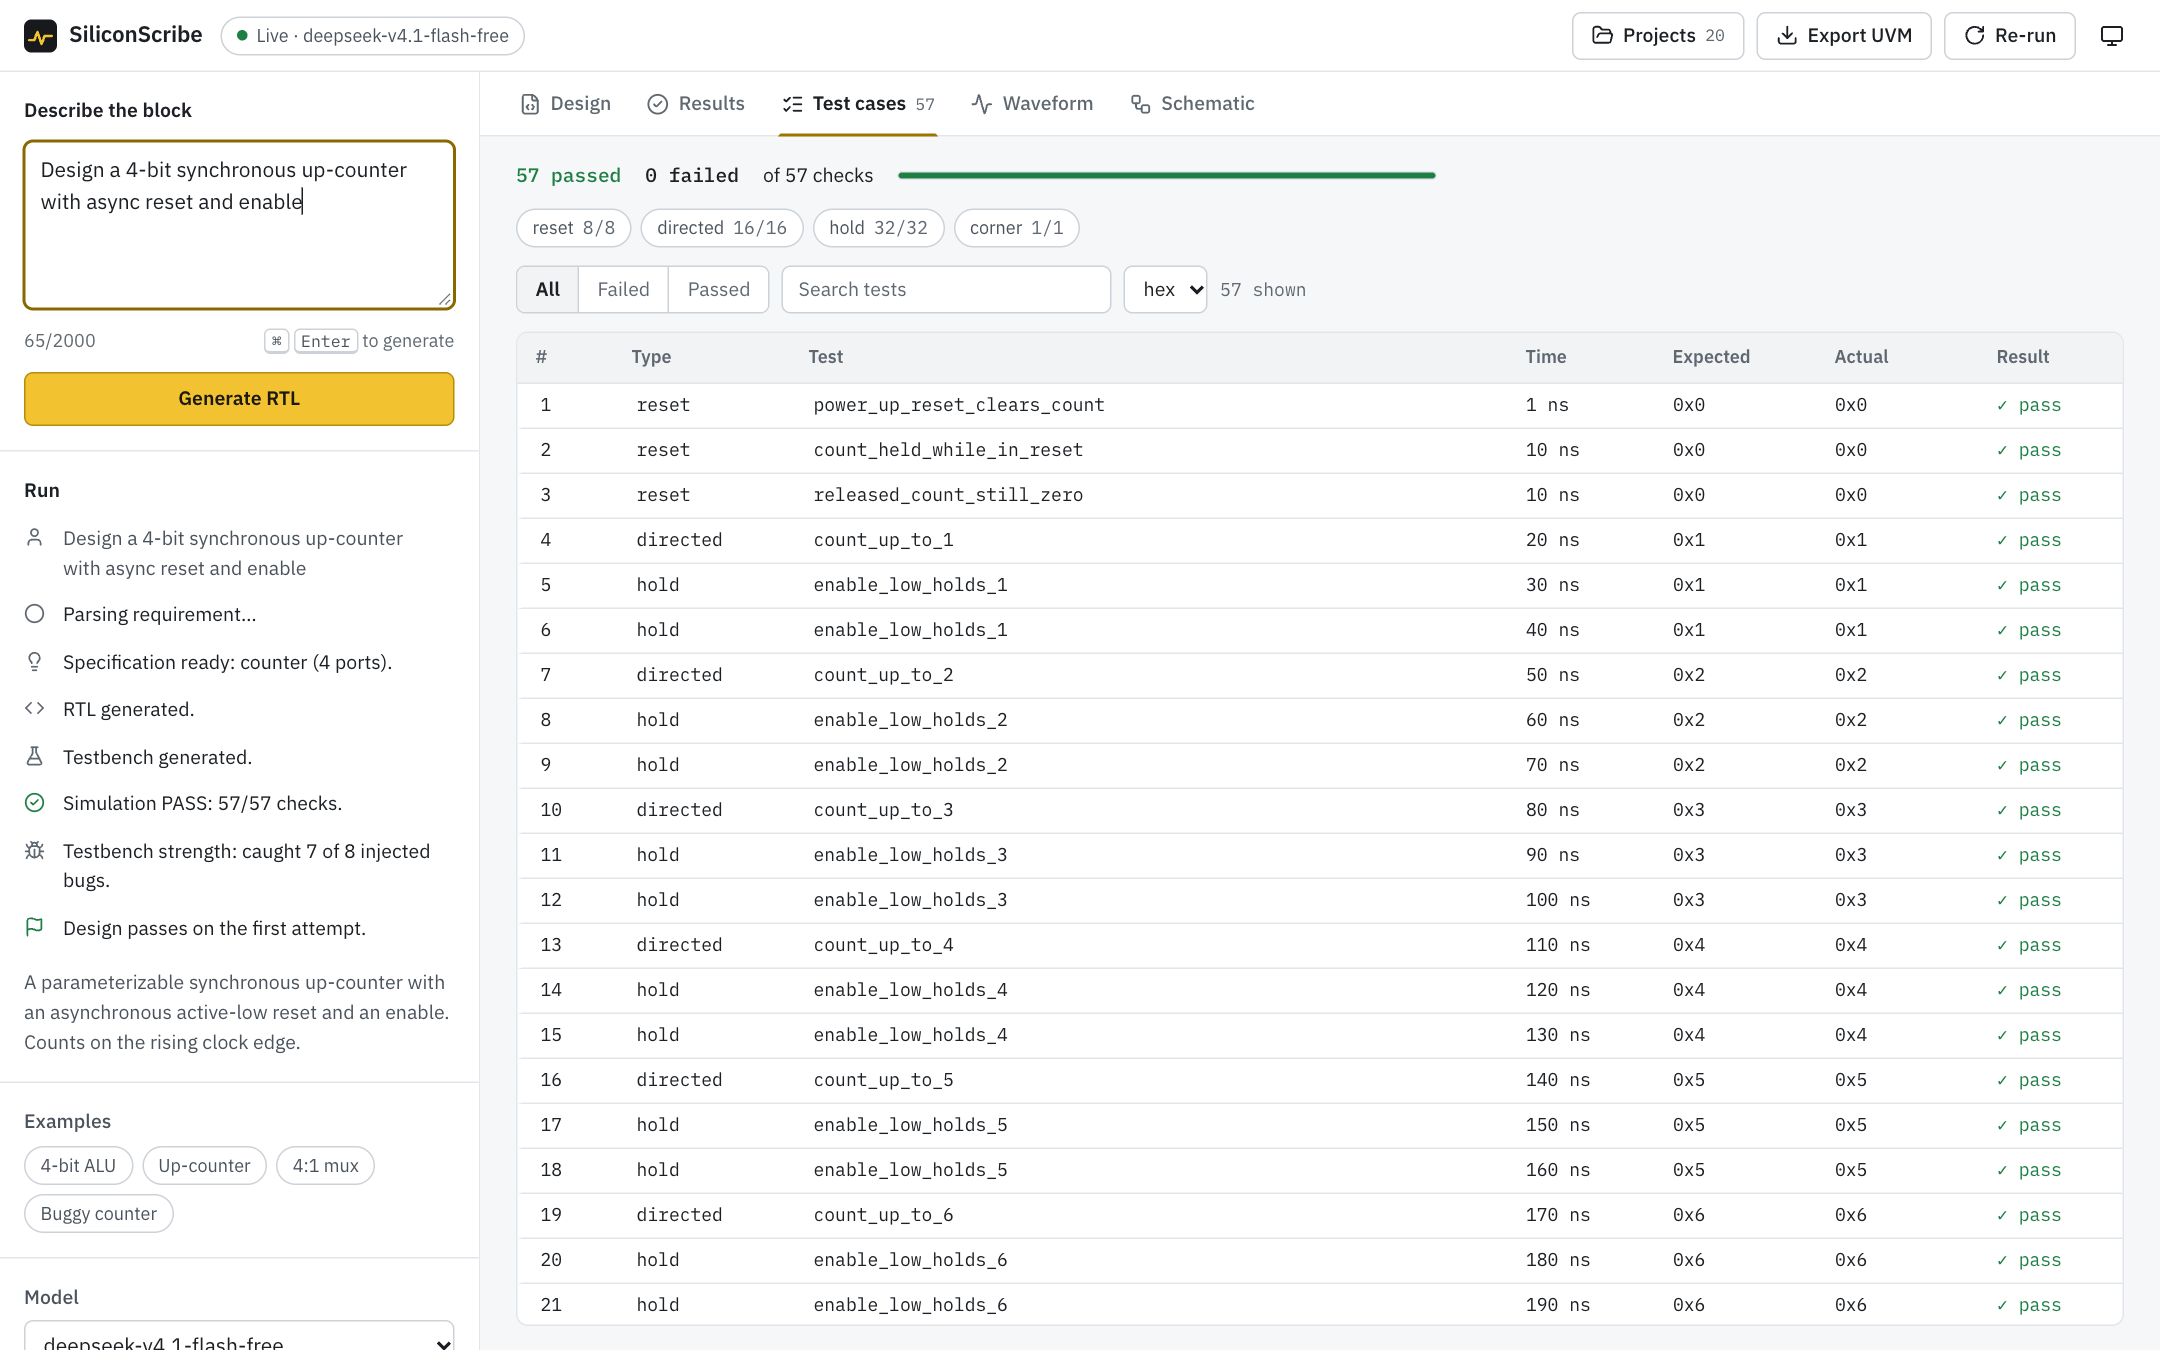 SiliconScribe
Live · deepseek-v4.1-flash-free
Projects 20
Export UVM
Re-run
Describe the block
Design a 4-bit synchronous up-counter
with async reset and enable
65/2000
⌘ Enter to generate
Generate RTL
Run
Design a 4-bit synchronous up-counter
with async reset and enable
Parsing requirement...
Specification ready: counter (4 ports).
RTL generated.
Testbench generated.
Simulation PASS: 57/57 checks.
Testbench strength: caught 7 of 8 injected
bugs.
Design passes on the first attempt.
A parameterizable synchronous up-counter with
an asynchronous active-low reset and an enable.
Counts on the rising clock edge.
Examples
4-bit ALU
Up-counter
4:1 mux
Buggy counter
Model
deepseek-v4.1-flash-free
Design
Results
Test cases 57
Waveform
Schematic
57 passed 0 failed of 57 checks
reset 8/8
directed 16/16
hold 32/32
corner 1/1
All
Failed
Passed
Search tests
hex
57 shown
# Type Test Time Expected Actual Result
1 reset power_up_reset_clears_count 1 ns 0x0 0x0 ✓ pass
2 reset count_held_while_in_reset 10 ns 0x0 0x0 ✓ pass
3 reset released_count_still_zero 10 ns 0x0 0x0 ✓ pass
4 directed count_up_to_1 20 ns 0x1 0x1 ✓ pass
5 hold enable_low_holds_1 30 ns 0x1 0x1 ✓ pass
6 hold enable_low_holds_1 40 ns 0x1 0x1 ✓ pass
7 directed count_up_to_2 50 ns 0x2 0x2 ✓ pass
8 hold enable_low_holds_2 60 ns 0x2 0x2 ✓ pass
9 hold enable_low_holds_2 70 ns 0x2 0x2 ✓ pass
10 directed count_up_to_3 80 ns 0x3 0x3 ✓ pass
11 hold enable_low_holds_3 90 ns 0x3 0x3 ✓ pass
12 hold enable_low_holds_3 100 ns 0x3 0x3 ✓ pass
13 directed count_up_to_4 110 ns 0x4 0x4 ✓ pass
14 hold enable_low_holds_4 120 ns 0x4 0x4 ✓ pass
15 hold enable_low_holds_4 130 ns 0x4 0x4 ✓ pass
16 directed count_up_to_5 140 ns 0x5 0x5 ✓ pass
17 hold enable_low_holds_5 150 ns 0x5 0x5 ✓ pass
18 hold enable_low_holds_5 160 ns 0x5 0x5 ✓ pass
19 directed count_up_to_6 170 ns 0x6 0x6 ✓ pass
20 hold enable_low_holds_6 180 ns 0x6 0x6 ✓ pass
21 hold enable_low_holds_6 190 ns 0x6 0x6 ✓ pass